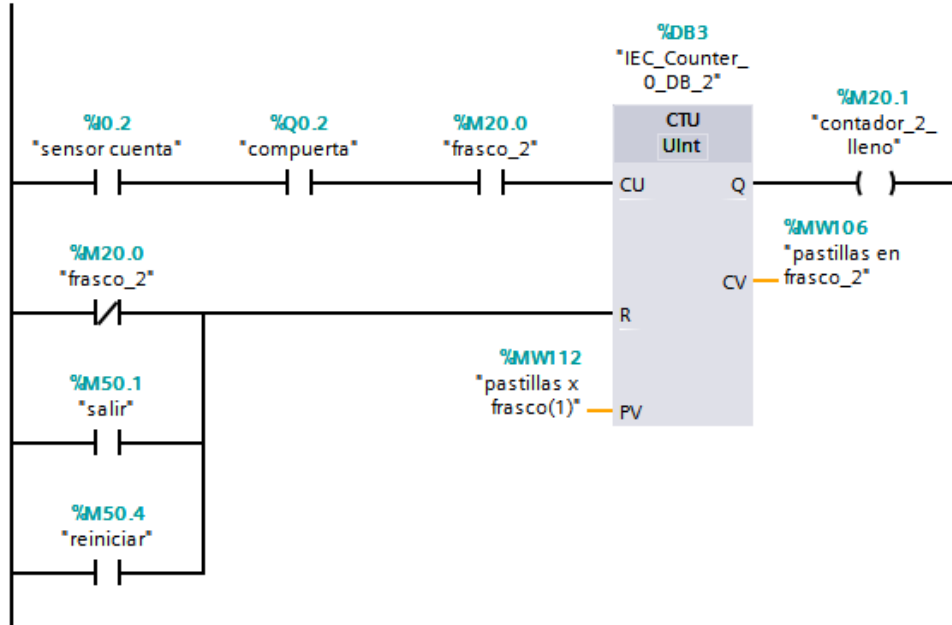 %DB3
"IEC_Counter_
0_DB_2"
%I0.2
"sensor cuenta"
%Q0.2
"compuerta"
%M20.0
"frasco_2"
CTU
UInt
%M20.1
"contador_2_
lleno"
CU
Q
%M20.0
"frasco_2"
%MW106
"pastillas en
frasco_2"
CV
R
%MW112
"pastillas x
frasco(1)"
PV
%M50.1
"salir"
%M50.4
"reiniciar"